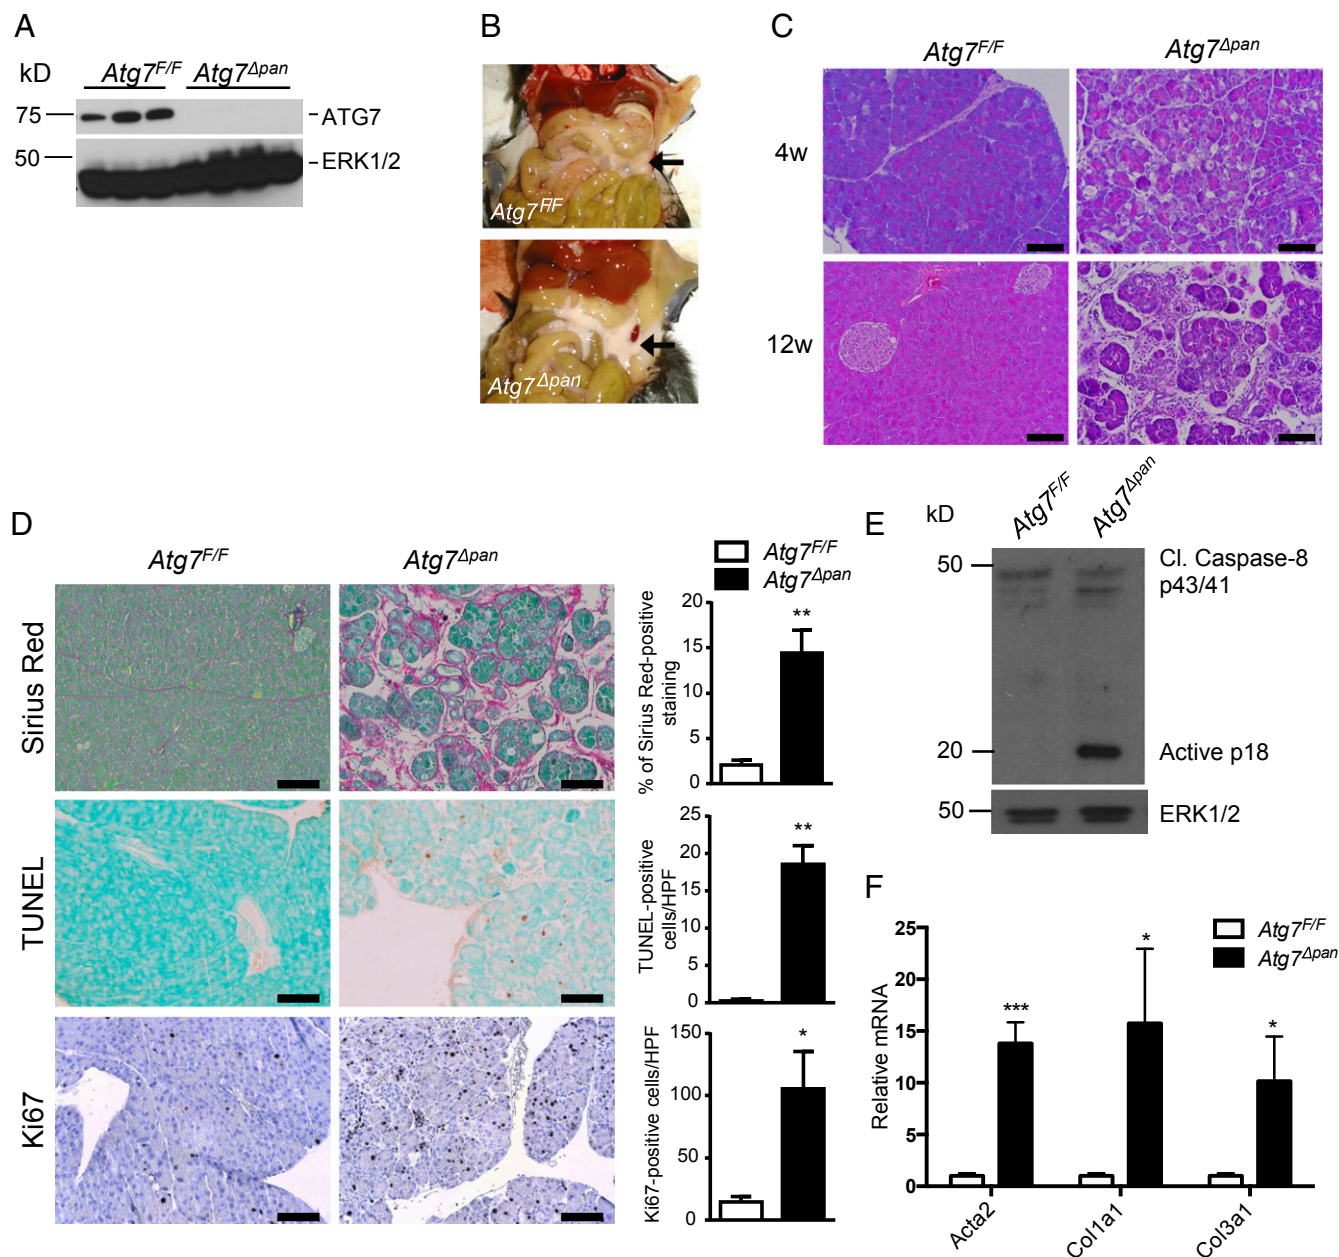 A
kD
Atg7F/F
Atg7Δpan
75
ATG7
50
ERK1/2
B
Atg7F/F
Atg7Δpan
C
Atg7F/F
Atg7Δpan
4w
12w
D
Atg7F/F
Atg7Δpan
Sirius Red
TUNEL
Ki67
Atg7F/F
Atg7Δpan
% of Sirius Red-positive
staining
20
15
10
5
0
**
TUNEL-positive
cells/HPF
25
20
15
10
5
0
**
Ki67-positive cells/HPF
150
100
50
0
*
E
kD
Atg7F/F
Atg7Δpan
50
Cl. Caspase-8
p43/41
20
Active p18
50
ERK1/2
F
Atg7F/F
Atg7Δpan
Relative mRNA
25
20
15
10
5
0
***
*
*
Acta2
Col1a1
Col3a1